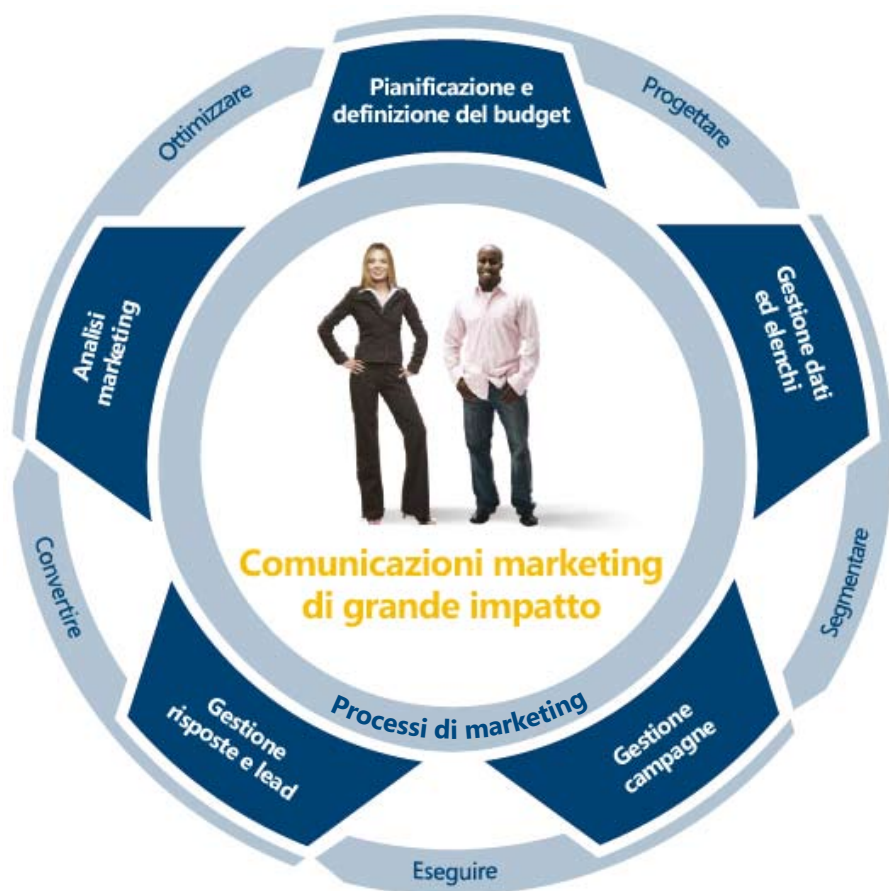 Pianificazione e
definizione del budget
Progettare
Gestione dati
ed elenchi
Segmentare
Gestione
campagne
Eseguire
Gestione
risposte e lead
Convertire
Analisi
marketing
Ottimizzare
Comunicazioni marketing
di grande impatto
Processi di marketing